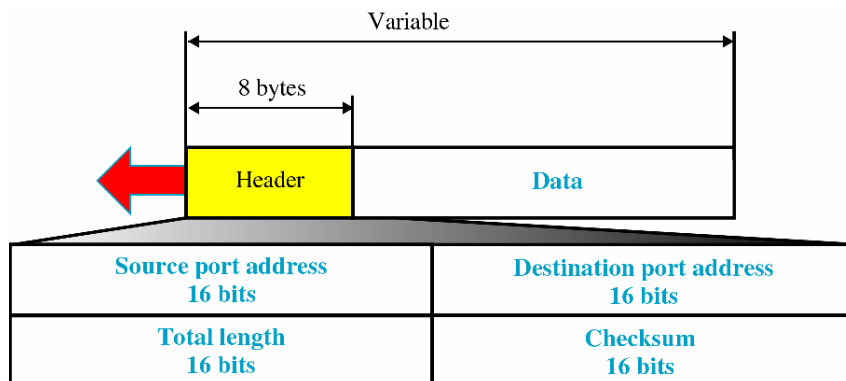 Variable
8 bytes
Header
Data
Source port address
16 bits
Destination port address
16 bits
Total length
16 bits
Checksum
16 bits